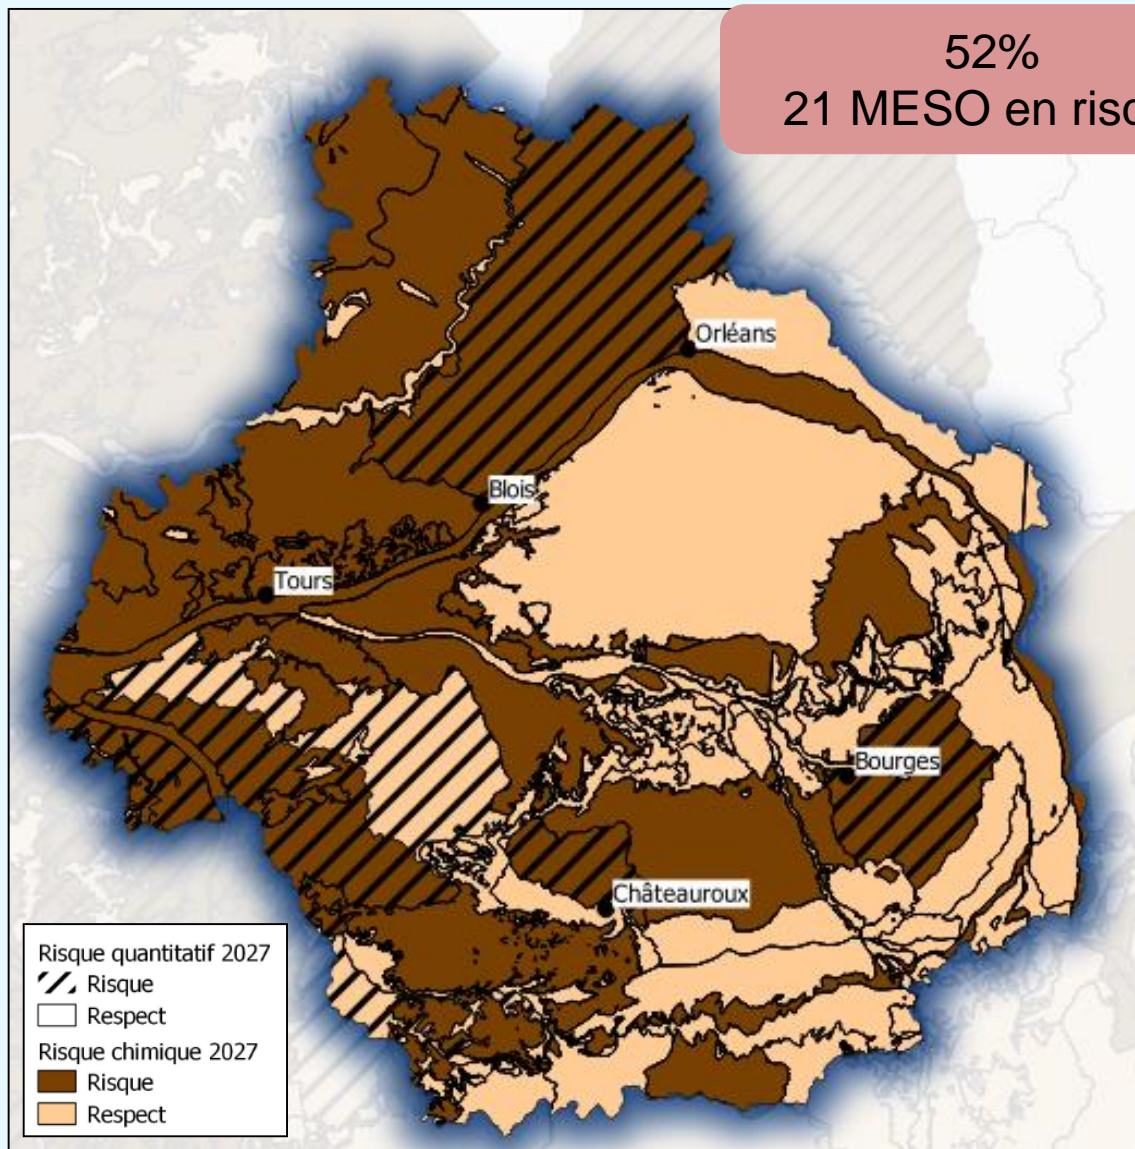 52%
21 MESO en risq
Orléans
Blois
Tours
Bourges
Châteauroux
Risque quantitatif 2027
Risque
Respect
Risque chimique 2027
Risque
Respect